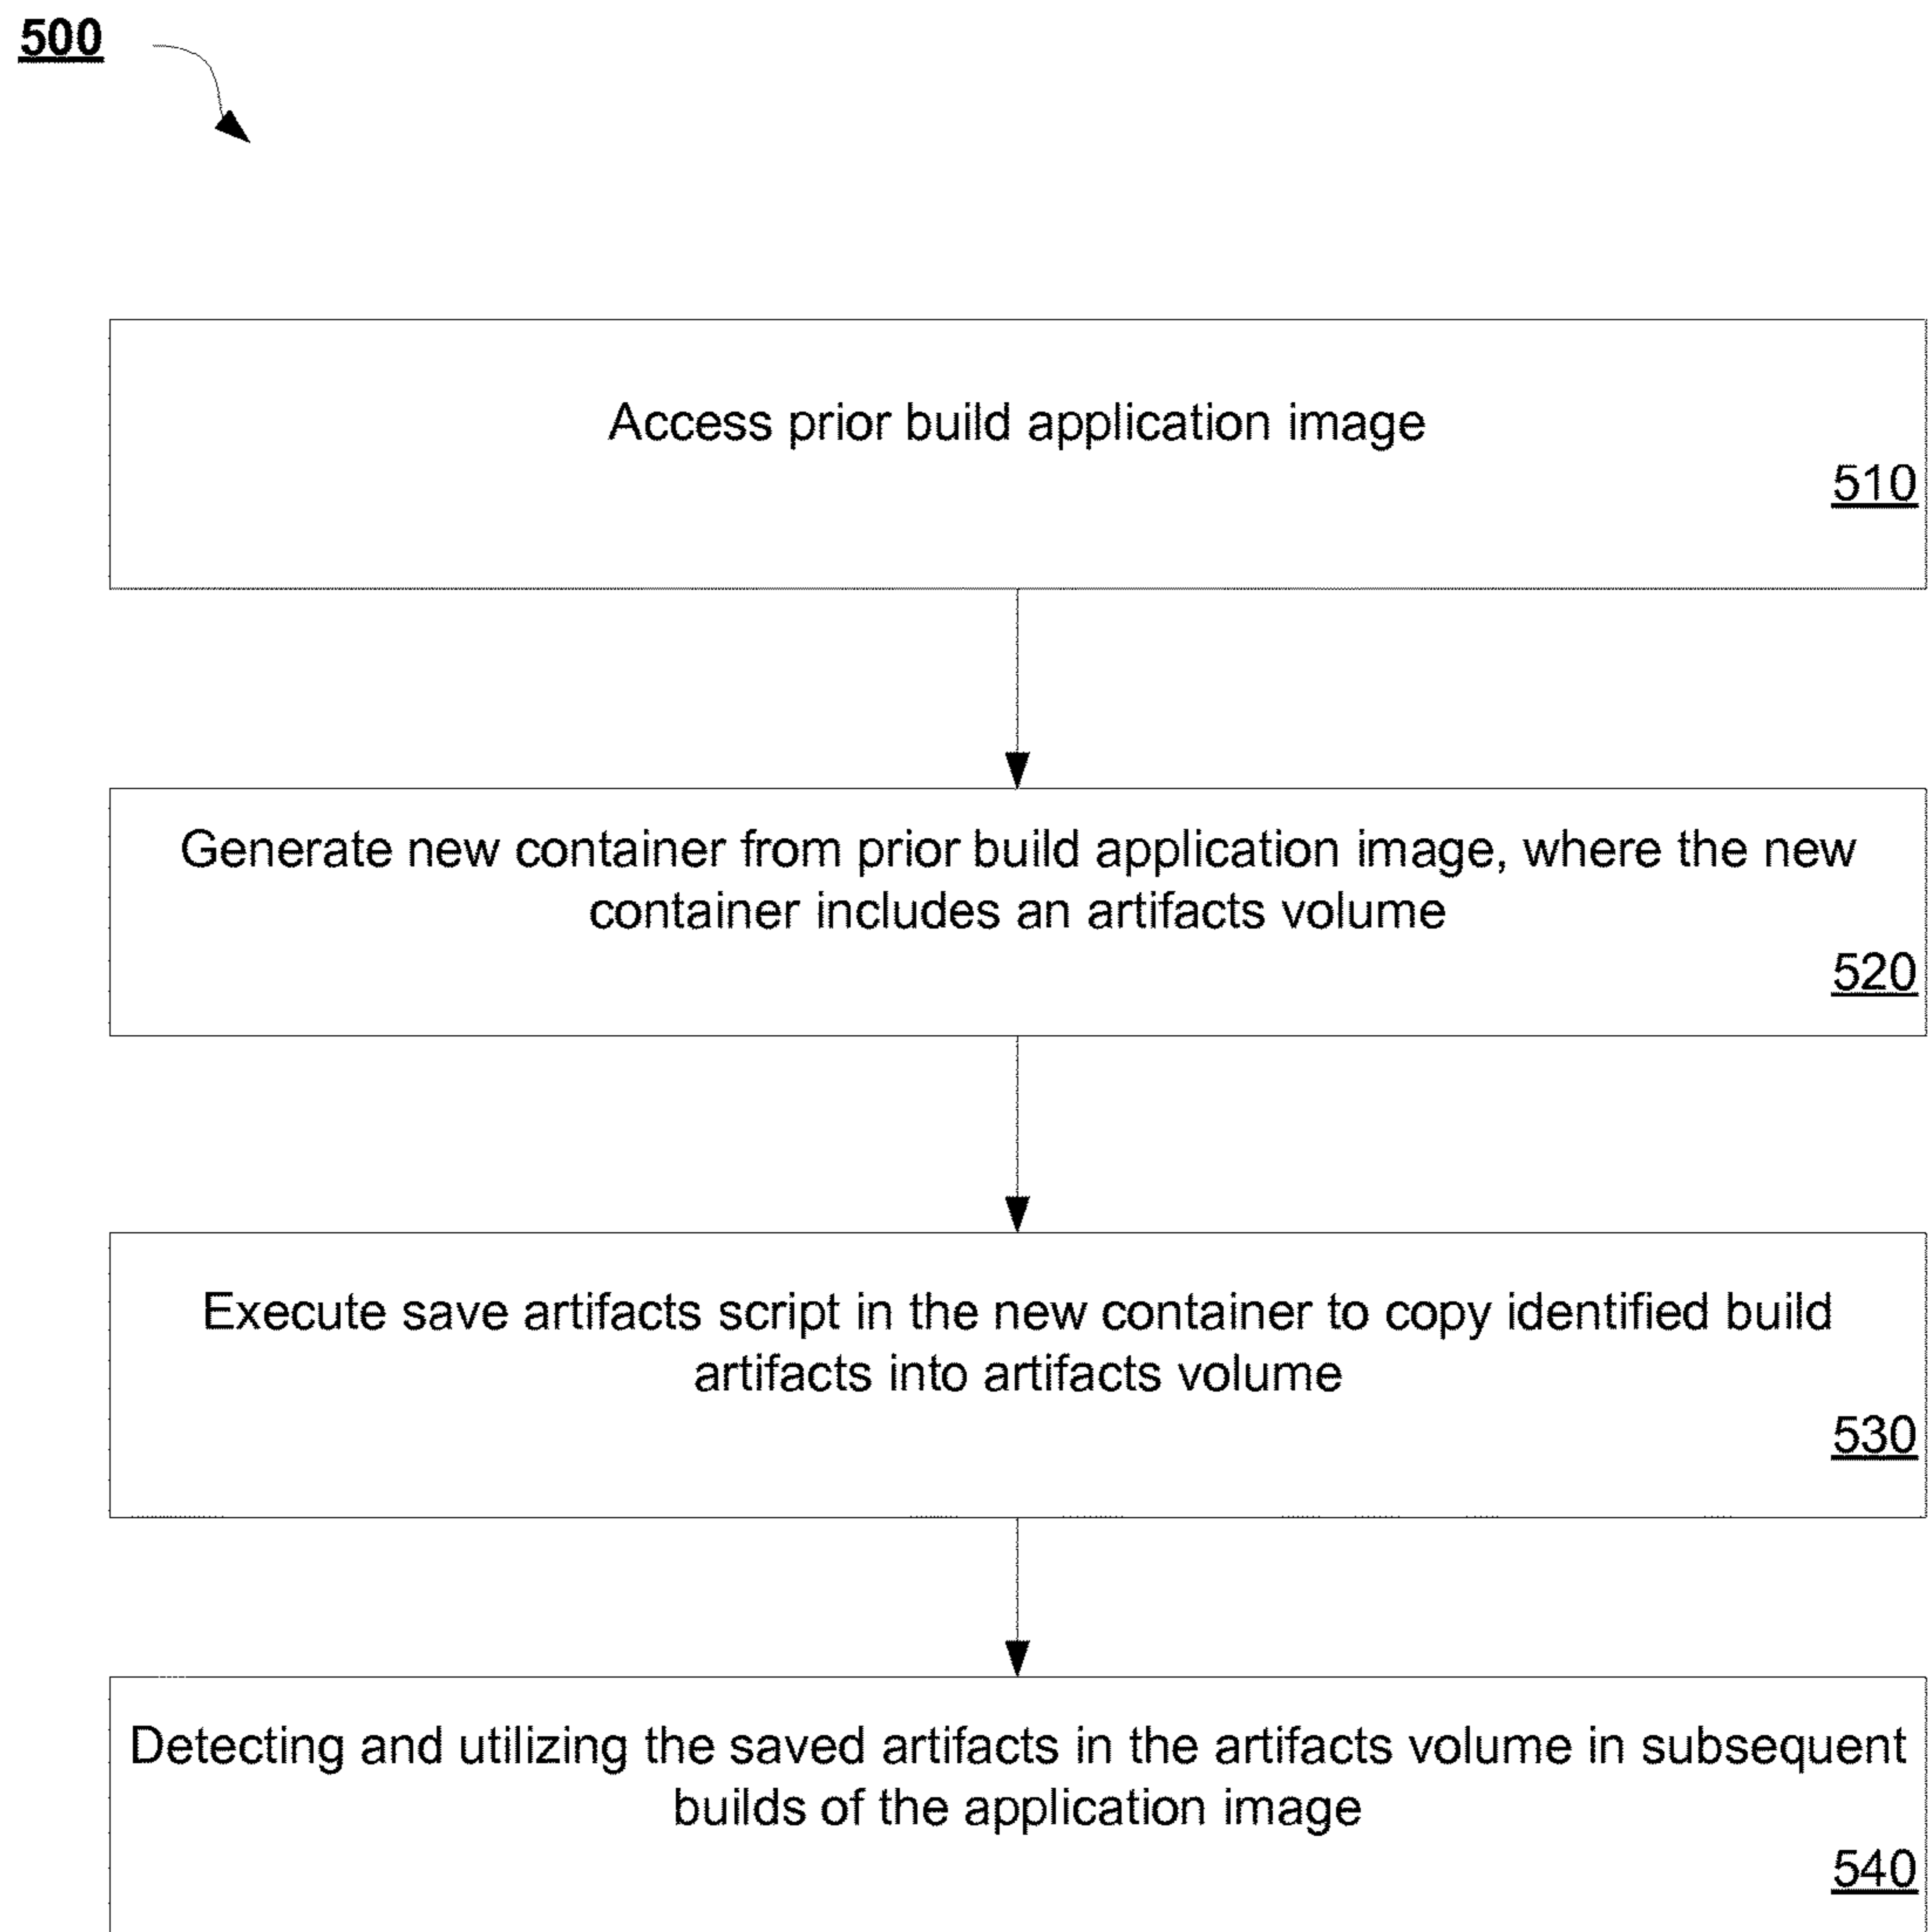 500
Access prior build application image
510
Generate new container from prior build application image, where the new
container includes an artifacts volume
520
Execute save artifacts script in the new container to copy identified build
artifacts into artifacts volume
530
Detecting and utilizing the saved artifacts in the artifacts volume in subsequent
builds of the application image
540